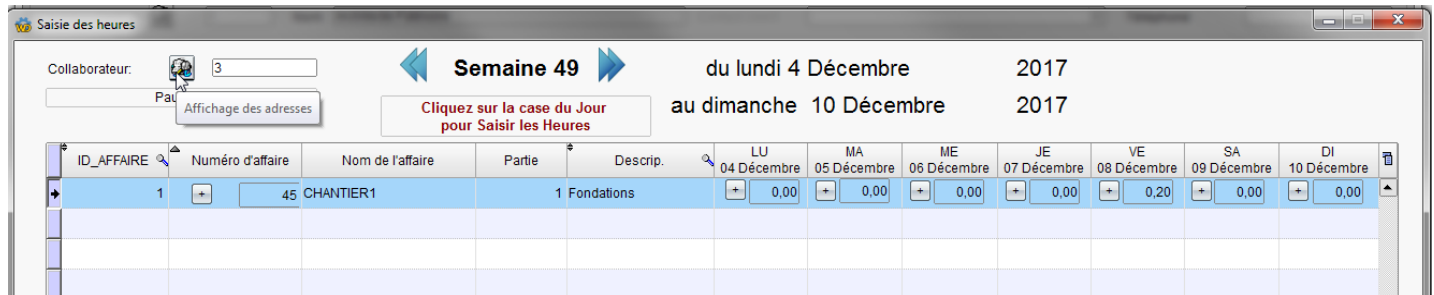 Saisie des heures
Collaborateur: 3 Semaine 49 du lundi 4 Décembre 2017
Affichage des adresses
Cliquez sur la case du Jour
pour Saisir les Heures
au dimanche 10 Décembre 2017
ID_AFFAIRE Numéro d'affaire Nom de l'affaire Partie Descrip. LU MA ME JE VE SA DI
04 Décembre 05 Décembre 06 Décembre 07 Décembre 08 Décembre 09 Décembre 10 Décembre
1 + 45 CHANTIER1 1 Fondations + 0,00 + 0,00 + 0,00 + 0,00 + 0,20 + 0,00 + 0,00